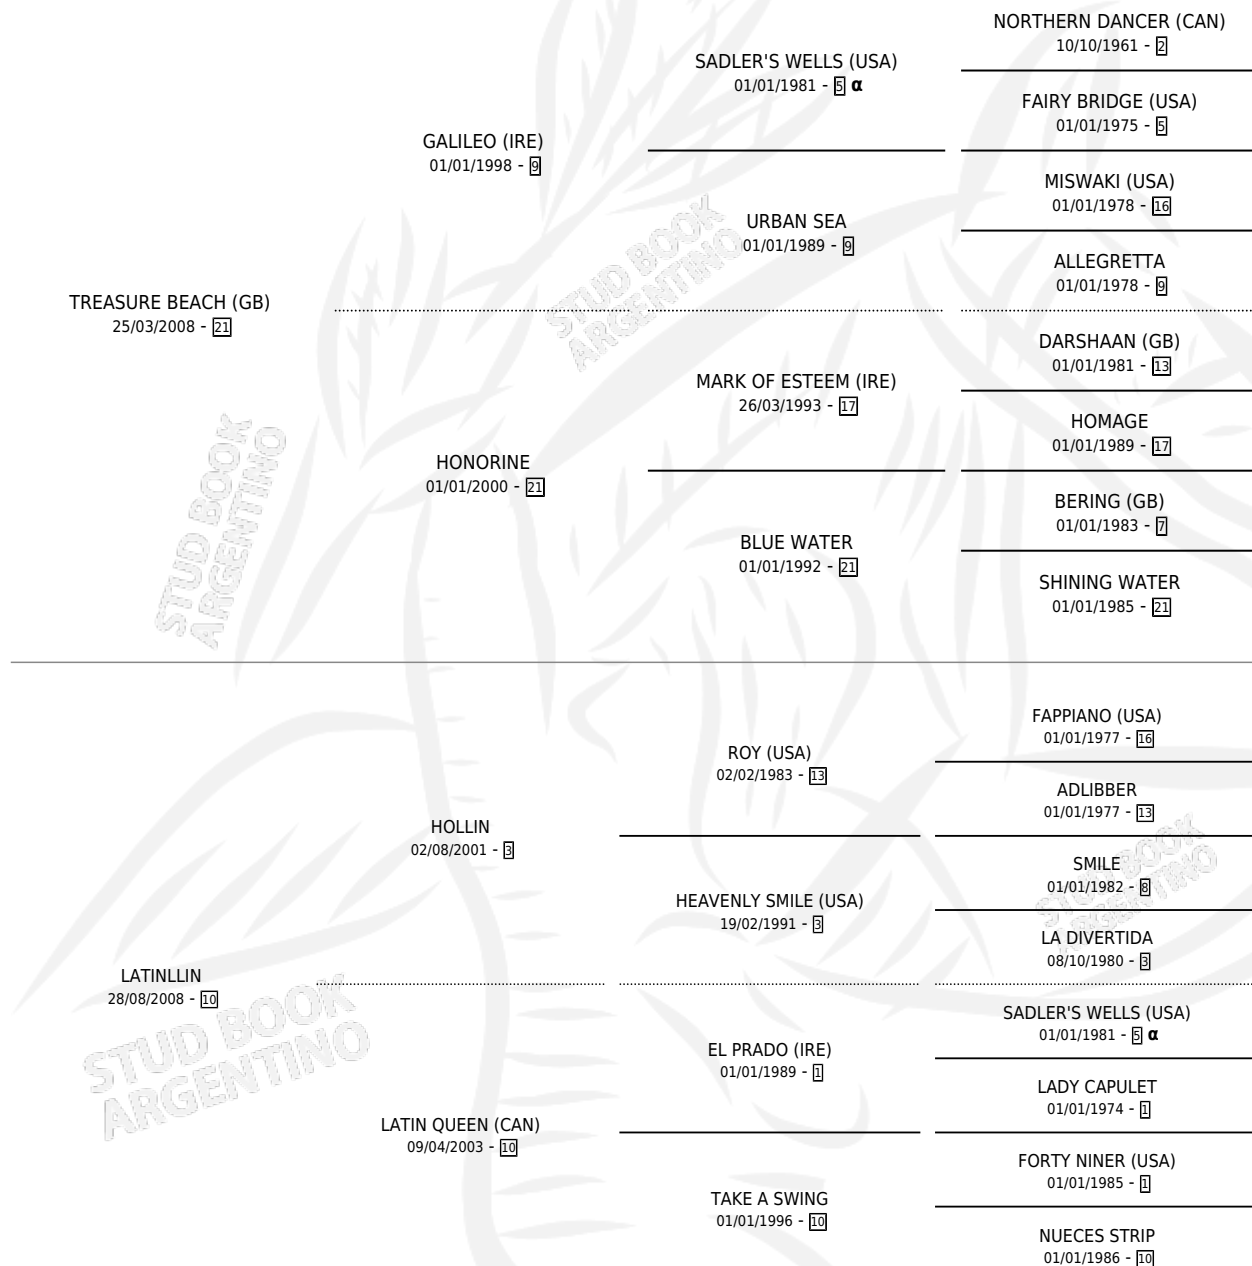 NORTHERN DANCER (CAN)
10/10/1961 - 2
SADLER'S WELLS (USA)
01/01/1981 - 5 α
FAIRY BRIDGE (USA)
01/01/1975 - 5
GALILEO (IRE)
01/01/1998 - 9
MISWAKI (USA)
01/01/1978 - 16
URBAN SEA
01/01/1989 - 9
ALLEGRETTA
01/01/1978 - 9
TREASURE BEACH (GB)
25/03/2008 - 21
DARSHAAN (GB)
01/01/1981 - 13
MARK OF ESTEEM (IRE)
26/03/1993 - 17
HOMAGE
01/01/1989 - 17
HONORINE
01/01/2000 - 21
BERING (GB)
01/01/1983 - 7
BLUE WATER
01/01/1992 - 21
SHINING WATER
01/01/1985 - 21
FAPPIANO (USA)
01/01/1977 - 16
ROY (USA)
02/02/1983 - 13
ADLIBBER
01/01/1977 - 13
HOLLIN
02/08/2001 - 3
SMILE
01/01/1982 - 8
HEAVENLY SMILE (USA)
19/02/1991 - 3
LA DIVERTIDA
08/10/1980 - 3
LATINLLIN
28/08/2008 - 10
SADLER'S WELLS (USA)
01/01/1981 - 5 α
EL PRADO (IRE)
01/01/1989 - 1
LADY CAPULET
01/01/1974 - 1
LATIN QUEEN (CAN)
09/04/2003 - 10
FORTY NINER (USA)
01/01/1985 - 1
TAKE A SWING
01/01/1996 - 10
NUECES STRIP
01/01/1986 - 10
STUD BOOK
ARGENTINO
STUD BOOK
ARGENTINO
STUD BOOK
ARGENTINO
STUD BOOK
ARGENTINO